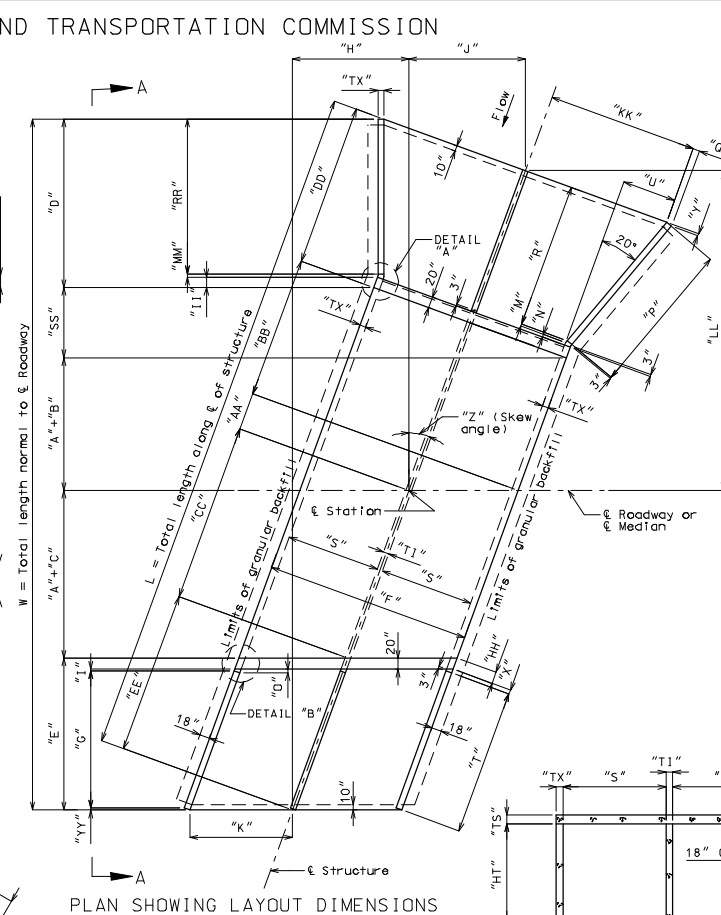 ND TRANSPORTATION COMMISSION
"H"
"J"
A
"TX"
Flow
"KK"
"DD"
10"
"U"
"Y"
"D"
"RR"
20°
"R"
DETAIL
"A"
"MM"
20"
3"
"M"
"N"
"P"
"LL"
"II"
"TX"
3"
3"
"SS"
"BB"
W = Total length normal to ℄ Roadway
L = Total length along ℄ of structure
"A"+"B"
"AA"
"Z" (Skew
angle)
"TX"
℄ Station
℄ Roadway or
℄ Median
"CC"
Limits of granular backfill
"S"
"TI"
"S"
"F"
Limits of granular backfill
"A"+"C"
20"
"HH"
"X"
3"
"I"
"O"
"EE"
DETAIL "B"
18"
18"
"E"
"G"
"T"
10"
"K"
"YY"
A
℄ Structure
PLAN SHOWING LAYOUT DIMENSIONS
"TI"
"TX"
"S"
"TS"
"HT"
18"